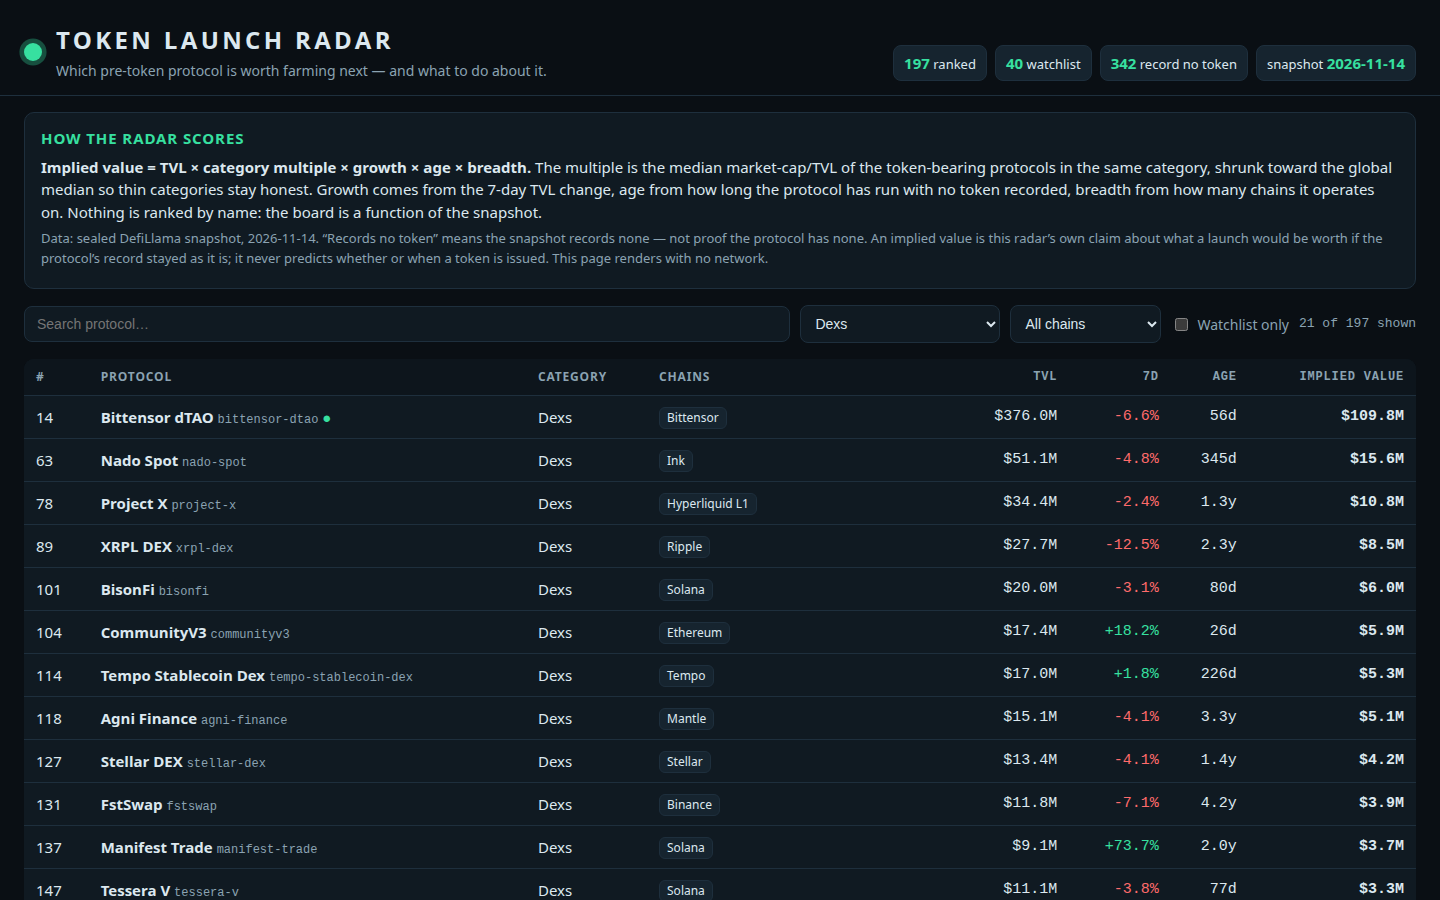 TOKEN LAUNCH RADAR
Which pre-token protocol is worth farming next — and what to do about it.
197 ranked
40 watchlist
342 record no token
snapshot 2026-11-14
HOW THE RADAR SCORES
Implied value = TVL × category multiple × growth × age × breadth. The multiple is the median market-cap/TVL of the token-bearing protocols in the same category, shrunk toward the global
median so thin categories stay honest. Growth comes from the 7-day TVL change, age from how long the protocol has run with no token recorded, breadth from how many chains it operates
on. Nothing is ranked by name: the board is a function of the snapshot.
Data: sealed DefiLlama snapshot, 2026-11-14. “Records no token” means the snapshot records none — not proof the protocol has none. An implied value is this radar’s own claim about what a launch would be worth if the
protocol’s record stayed as it is; it never predicts whether or when a token is issued. This page renders with no network.
Search protocol…
Dexs
All chains
Watchlist only
21 of 197 shown
# PROTOCOL CATEGORY CHAINS TVL 7D AGE IMPLIED VALUE
14 Bittensor dTAO bittensor-dtao Dexs Bittensor $376.0M -6.6% 56d $109.8M
63 Nado Spot nado-spot Dexs Ink $51.1M -4.8% 345d $15.6M
78 Project X project-x Dexs Hyperliquid L1 $34.4M -2.4% 1.3y $10.8M
89 XRPL DEX xrpl-dex Dexs Ripple $27.7M -12.5% 2.3y $8.5M
101 BisonFi bisonfi Dexs Solana $20.0M -3.1% 80d $6.0M
104 CommunityV3 communityv3 Dexs Ethereum $17.4M +18.2% 26d $5.9M
114 Tempo Stablecoin Dex tempo-stablecoin-dex Dexs Tempo $17.0M +1.8% 226d $5.3M
118 Agni Finance agni-finance Dexs Mantle $15.1M -4.1% 3.3y $5.1M
127 Stellar DEX stellar-dex Dexs Stellar $13.4M -4.1% 1.4y $4.2M
131 FstSwap fstswap Dexs Binance $11.8M -7.1% 4.2y $3.9M
137 Manifest Trade manifest-trade Dexs Solana $9.1M +73.7% 2.0y $3.7M
147 Tessera V tessera-v Dexs Solana $11.1M -3.8% 77d $3.3M